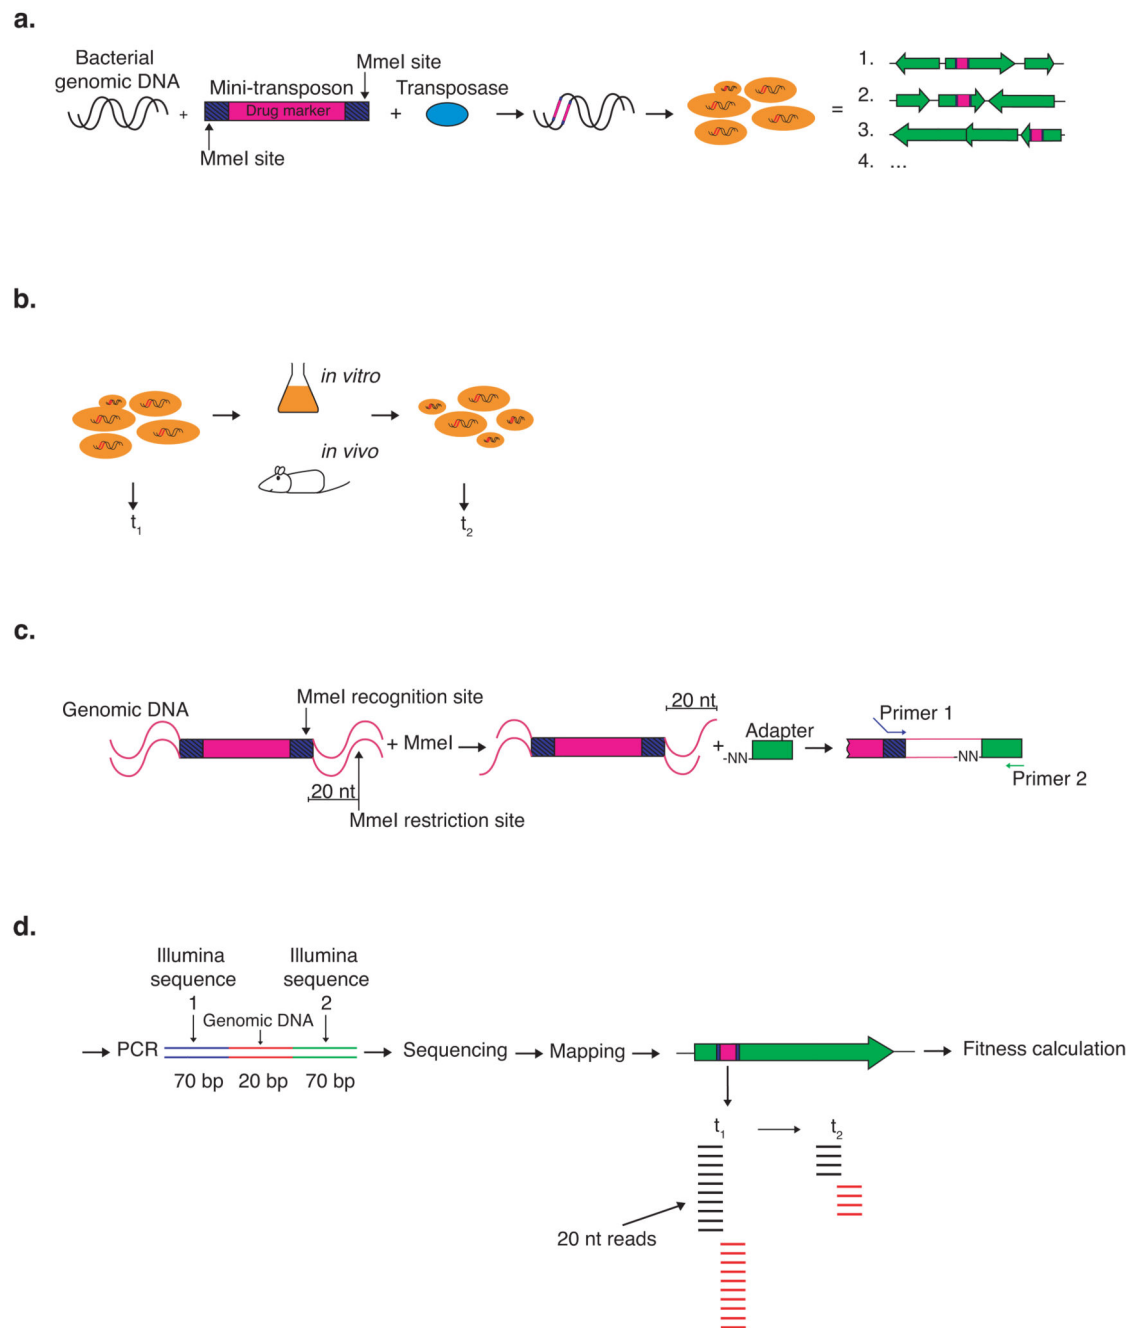 a.
Bacterial
genomic DNA
+
Mini-transposon
Drug marker
MmeI site
MmeI site
+
Transposase
=
1.
2.
3.
4. ...
b.
in vitro
in vivo
t1
t2
c.
Genomic DNA
MmeI recognition site
20 nt
MmeI restriction site
+ MmeI
20 nt
+
Adapter
-NN
Primer 1
-NN
Primer 2
d.
Illumina
sequence
1
Illumina
sequence
2
Genomic DNA
PCR
70 bp 20 bp 70 bp
Sequencing
Mapping
Fitness calculation
t1
t2
20 nt reads